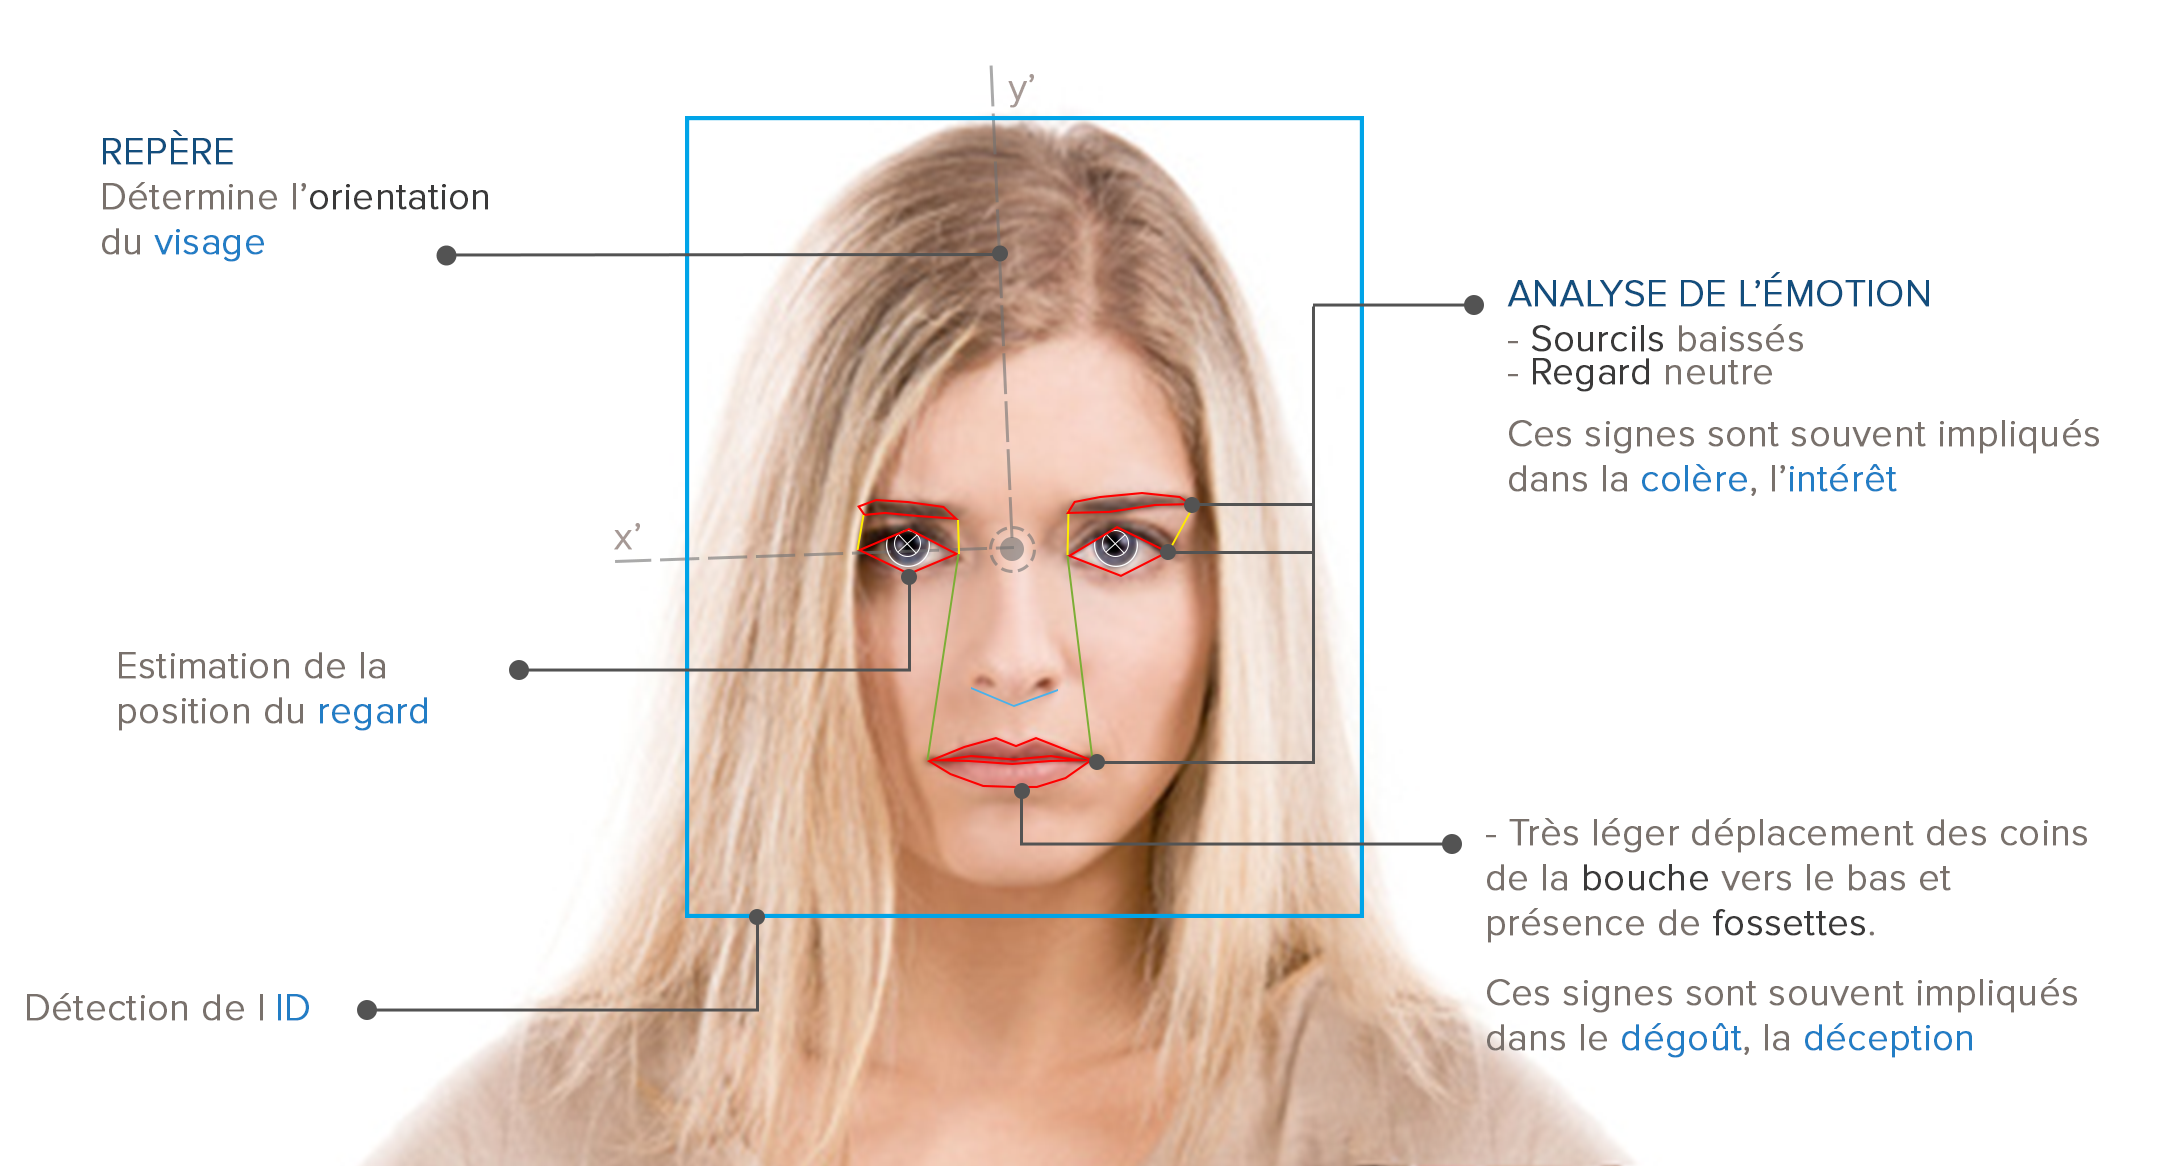 y’
REPÈRE
Détermine l’orientation
du visage
ANALYSE DE L’ÉMOTION
- Sourcils baissés
- Regard neutre
Ces signes sont souvent impliqués
dans la colère, l’intérêt
x’
Estimation de la
position du regard
- Très léger déplacement des coins
de la bouche vers le bas et
présence de fossettes.
Ces signes sont souvent impliqués
dans le dégoût, la déception
Détection de l ID